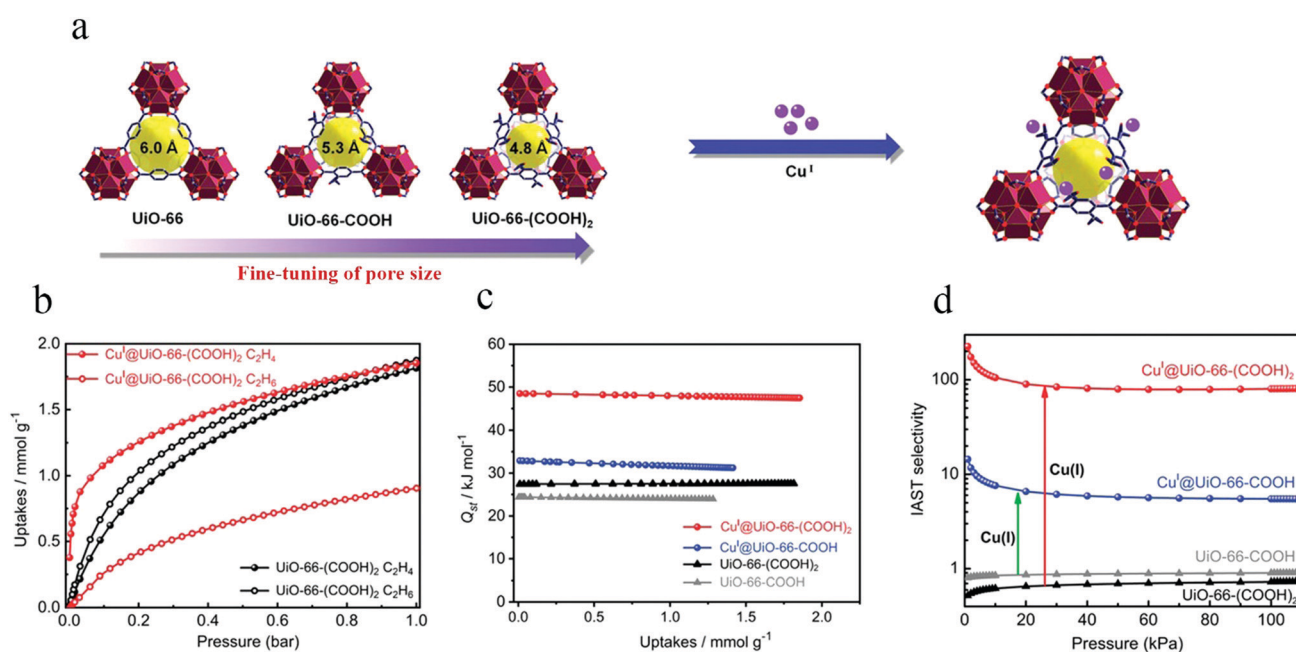 a
6.0 Å
5.3 Å
4.8 Å
Cu^I
UiO-66
UiO-66-COOH
UiO-66-(COOH)₂
Fine-tuning of pore size
b
2.0
1.5
1.0
0.5
0.0
Uptakes / mmol g⁻¹
Cu^I@UiO-66-(COOH)₂ C₂H₄
Cu^I@UiO-66-(COOH)₂ C₂H₆
UiO-66-(COOH)₂ C₂H₄
UiO-66-(COOH)₂ C₂H₆
0.0 0.2 0.4 0.6 0.8 1.0
Pressure (bar)
c
60
50
40
30
20
10
0
Qst / kJ mol⁻¹
Cu^I@UiO-66-(COOH)₂
Cu^I@UiO-66-COOH
UiO-66-(COOH)₂
UiO-66-COOH
0.0 0.5 1.0 1.5 2.0
Uptakes / mmol g⁻¹
d
100
10
1
IAST selectivity
Cu^I@UiO-66-(COOH)₂
Cu(I)
Cu^I@UiO-66-COOH
Cu(I)
UiO-66-COOH
UiO-66-(COOH)₂
0 20 40 60 80 100
Pressure (kPa)